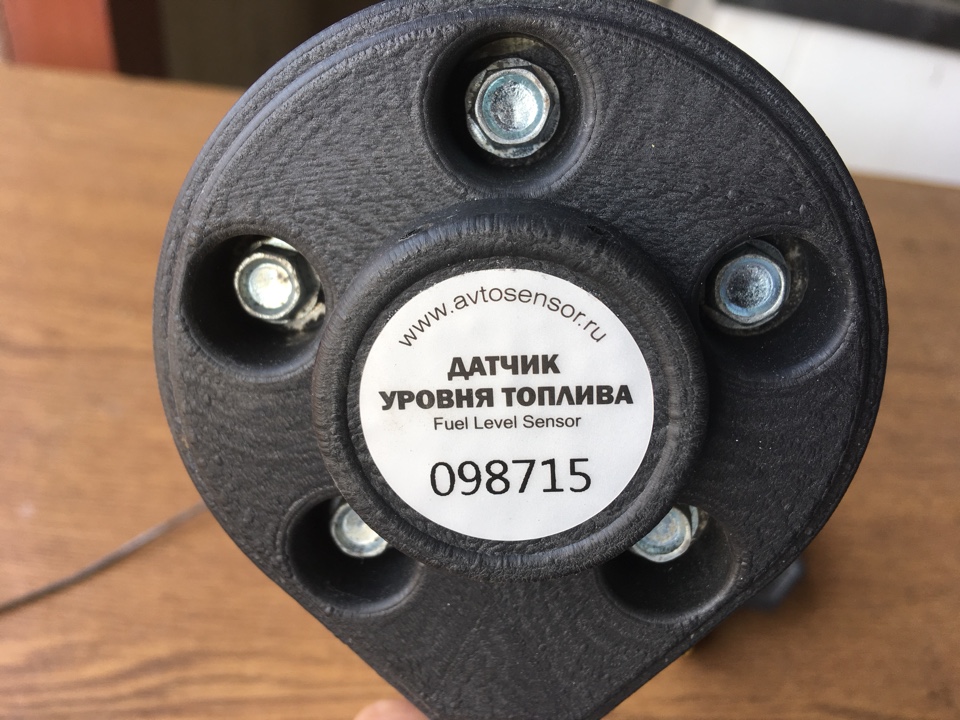 www.avtosensor.ru
ДАТЧИК
УРОВНЯ ТОПЛИВА
Fuel Level Sensor
098715